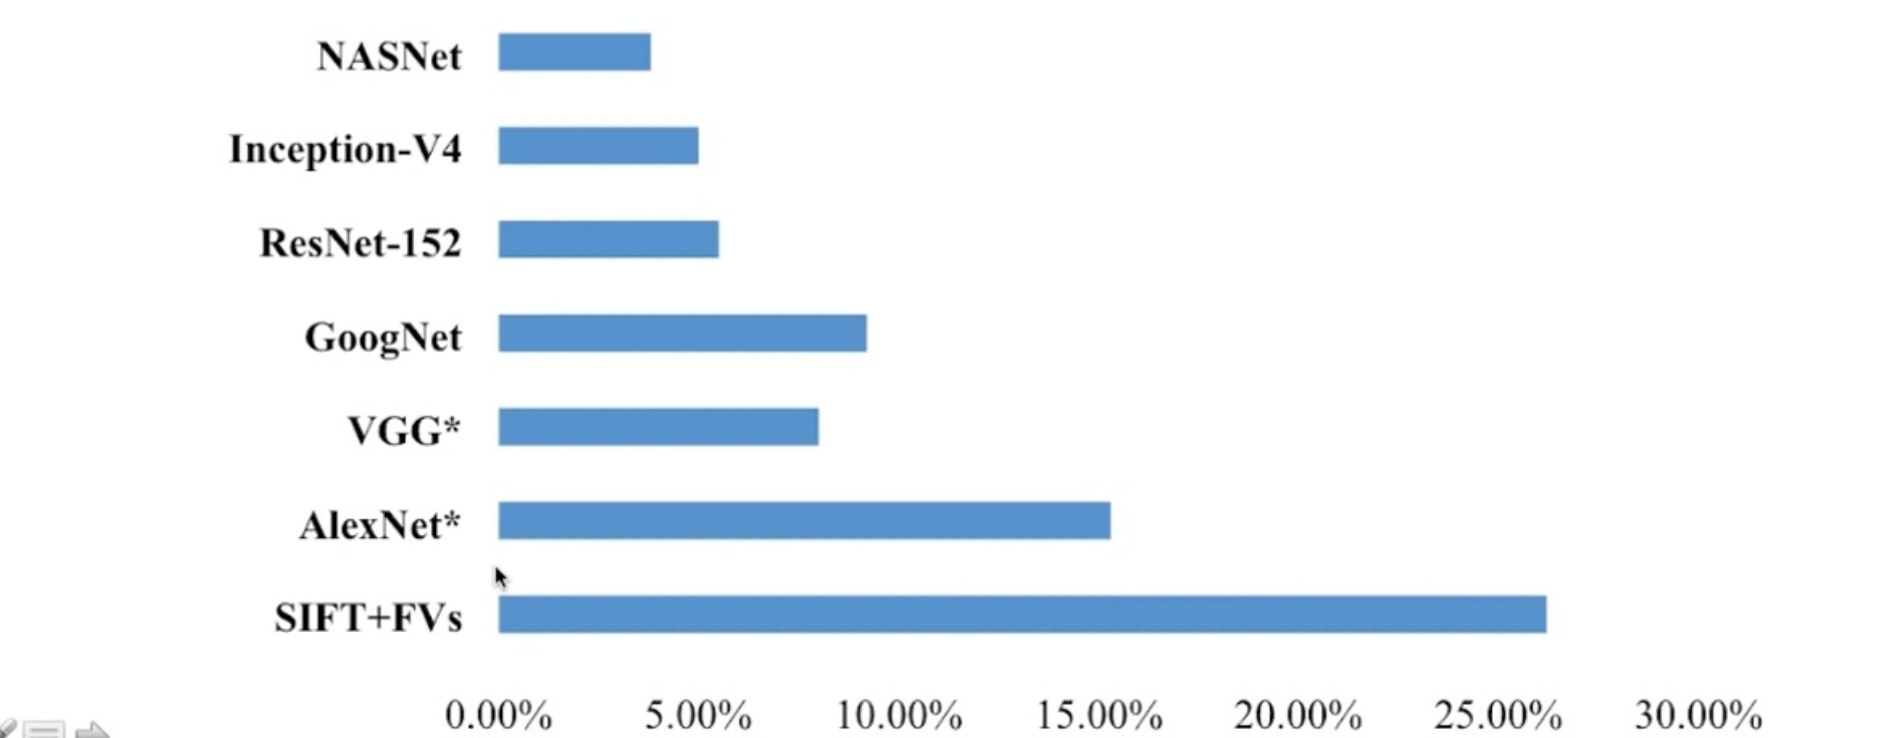 NASNet
Inception-V4
ResNet-152
GoogNet
VGG*
AlexNet*
SIFT+FVs
0.00% 5.00% 10.00% 15.00% 20.00% 25.00% 30.00%